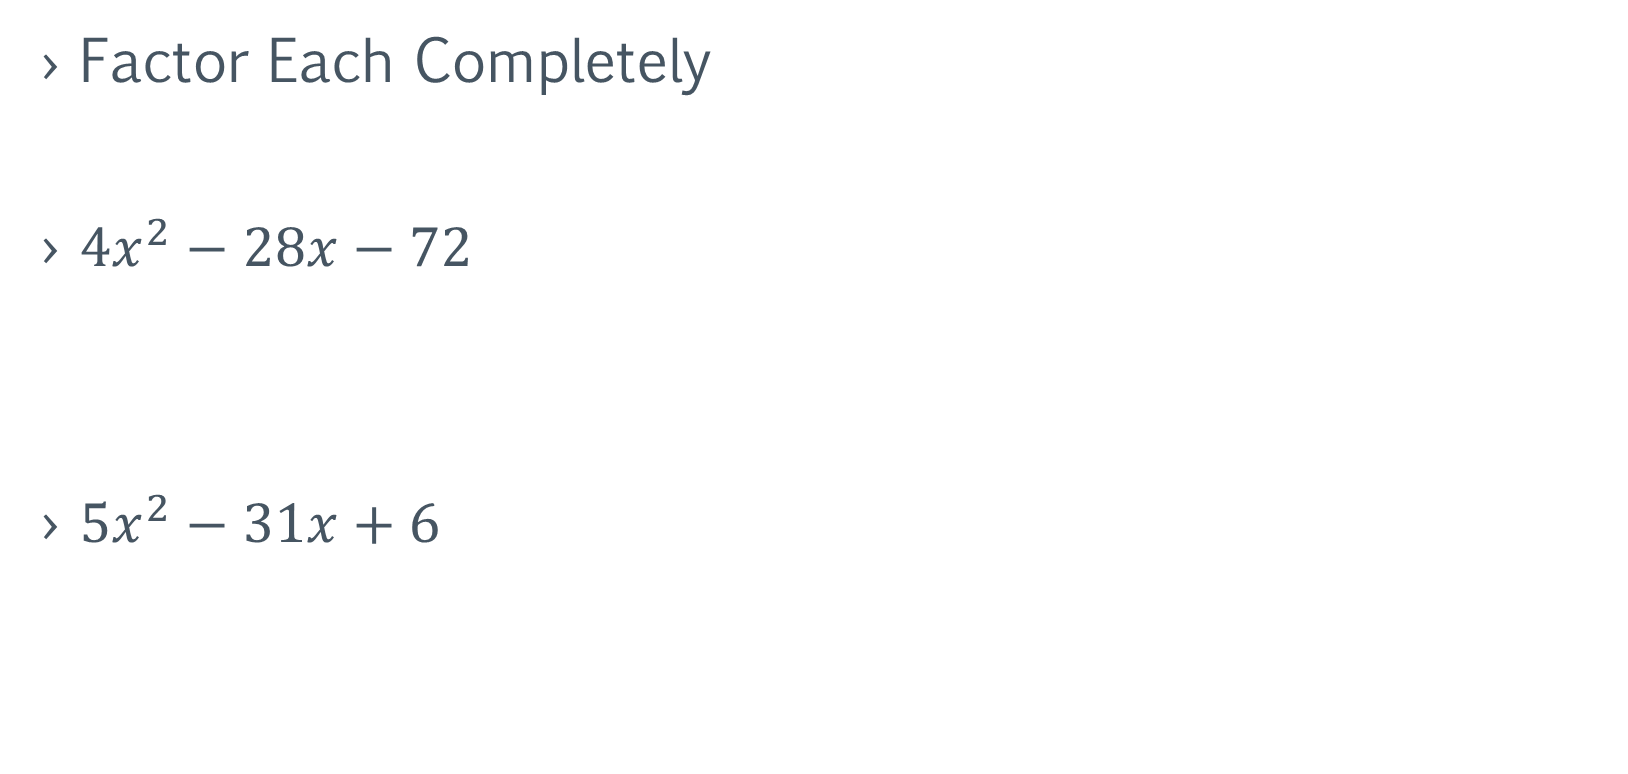 › Factor Each Completely
› 4x² − 28x − 72
› 5x² − 31x + 6